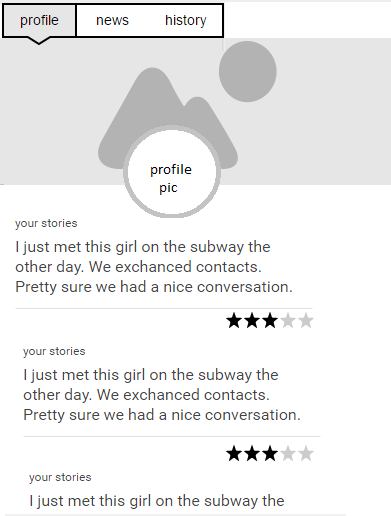 profile news history
profile
pic
your stories
I just met this girl on the subway the
other day. We exchanced contacts.
Pretty sure we had a nice conversation.
your stories
I just met this girl on the subway the
other day. We exchanced contacts.
Pretty sure we had a nice conversation.
your stories
I just met this girl on the subway the